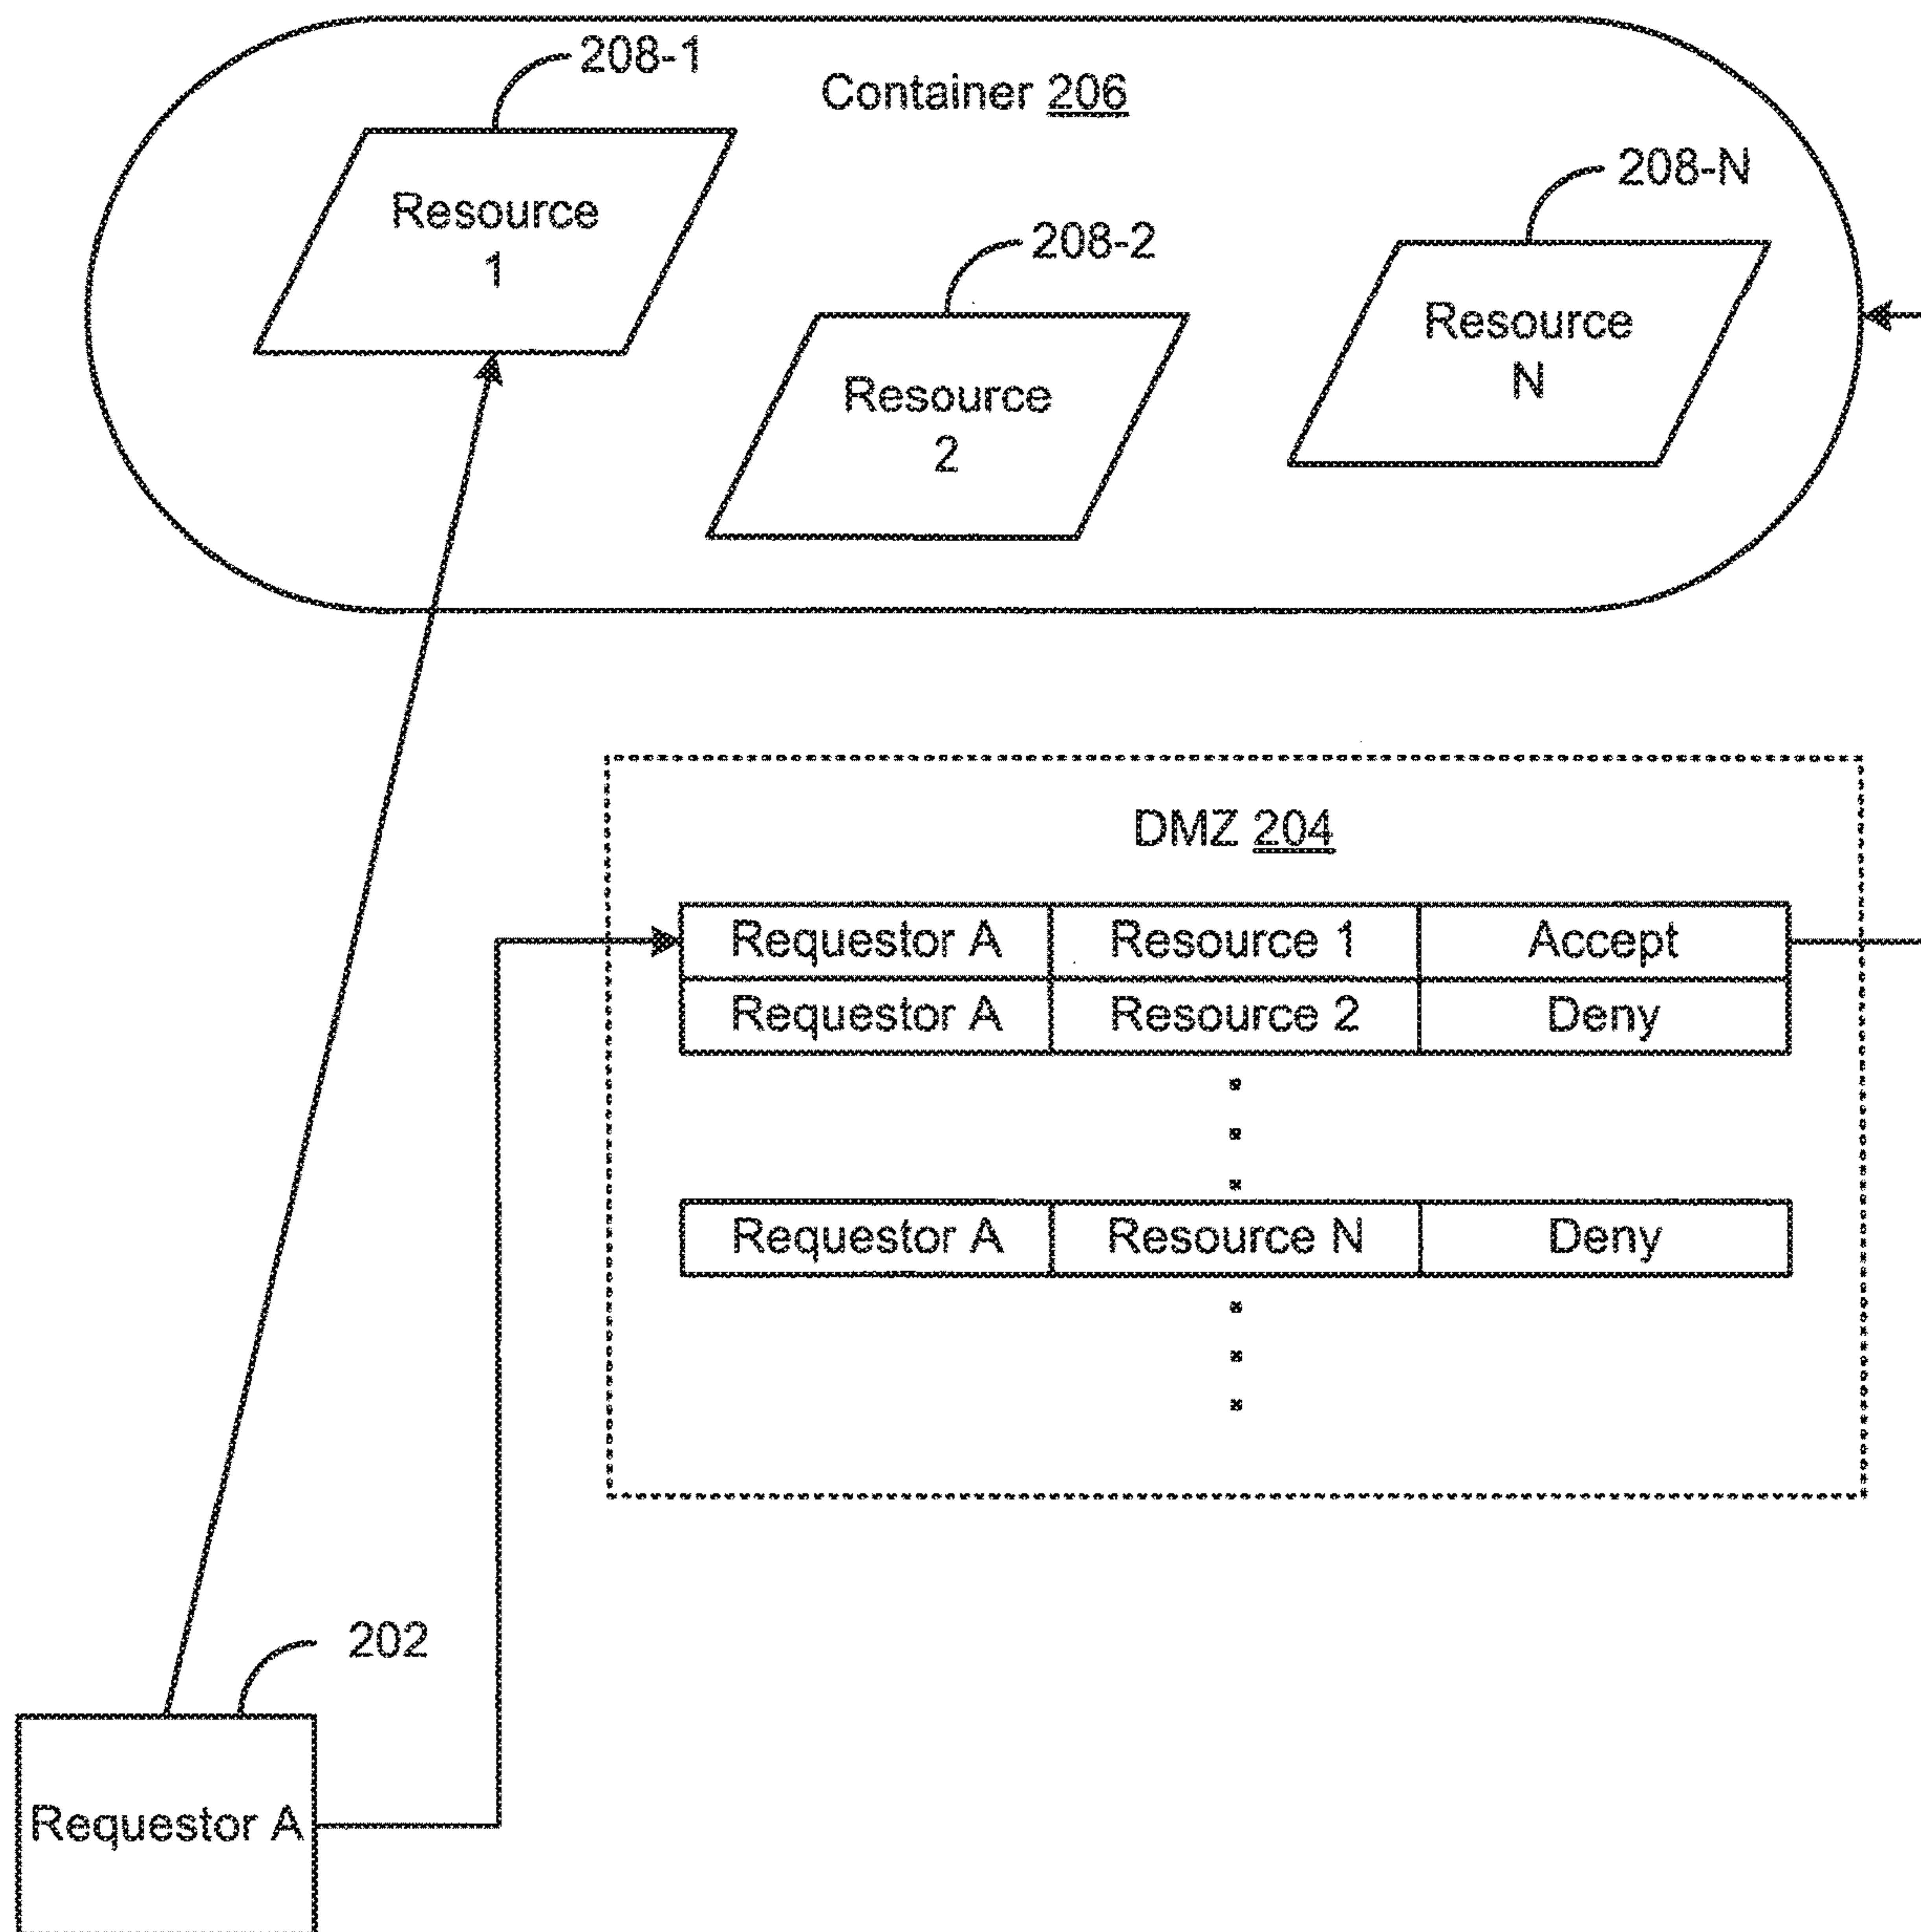 208-1
Container 206
208-N
Resource
1
208-2
Resource
N
Resource
2
DMZ 204
Requestor A Resource 1 Accept
Requestor A Resource 2 Deny
Requestor A Resource N Deny
202
Requestor A